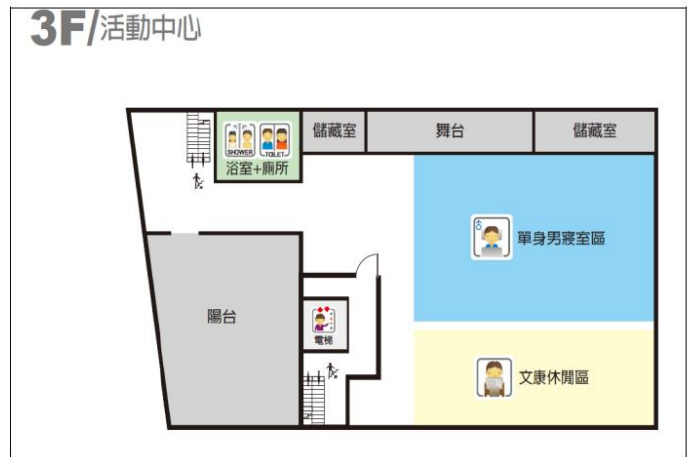 3F/活動中心
SHOWER
TOILET
浴室+廁所
儲藏室
舞台
儲藏室
單身男寢室區
陽台
電梯
文康休閒區